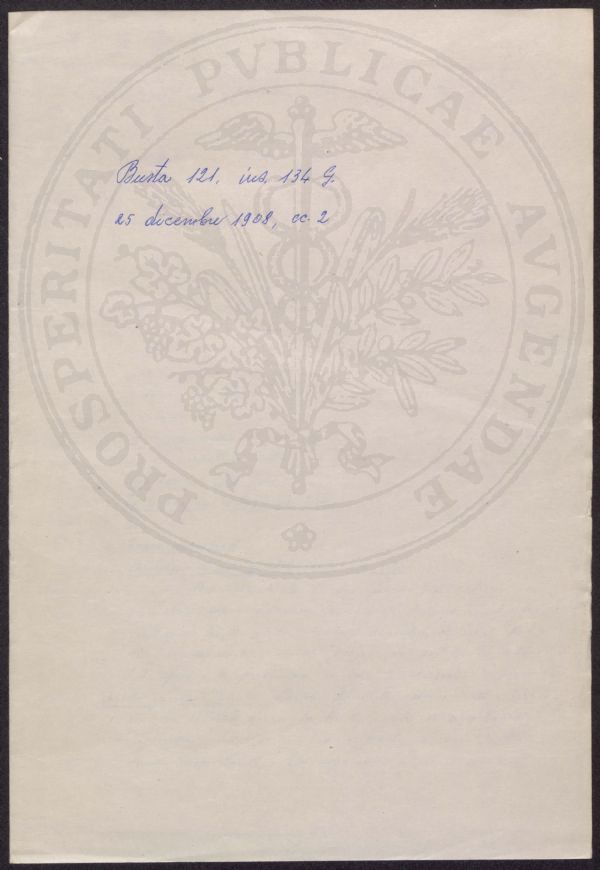 PROSPERITATI PVBLICAE AVGENDAE
Busta 121, ins. 134 G.
25 dicembre 1908, cc. 2